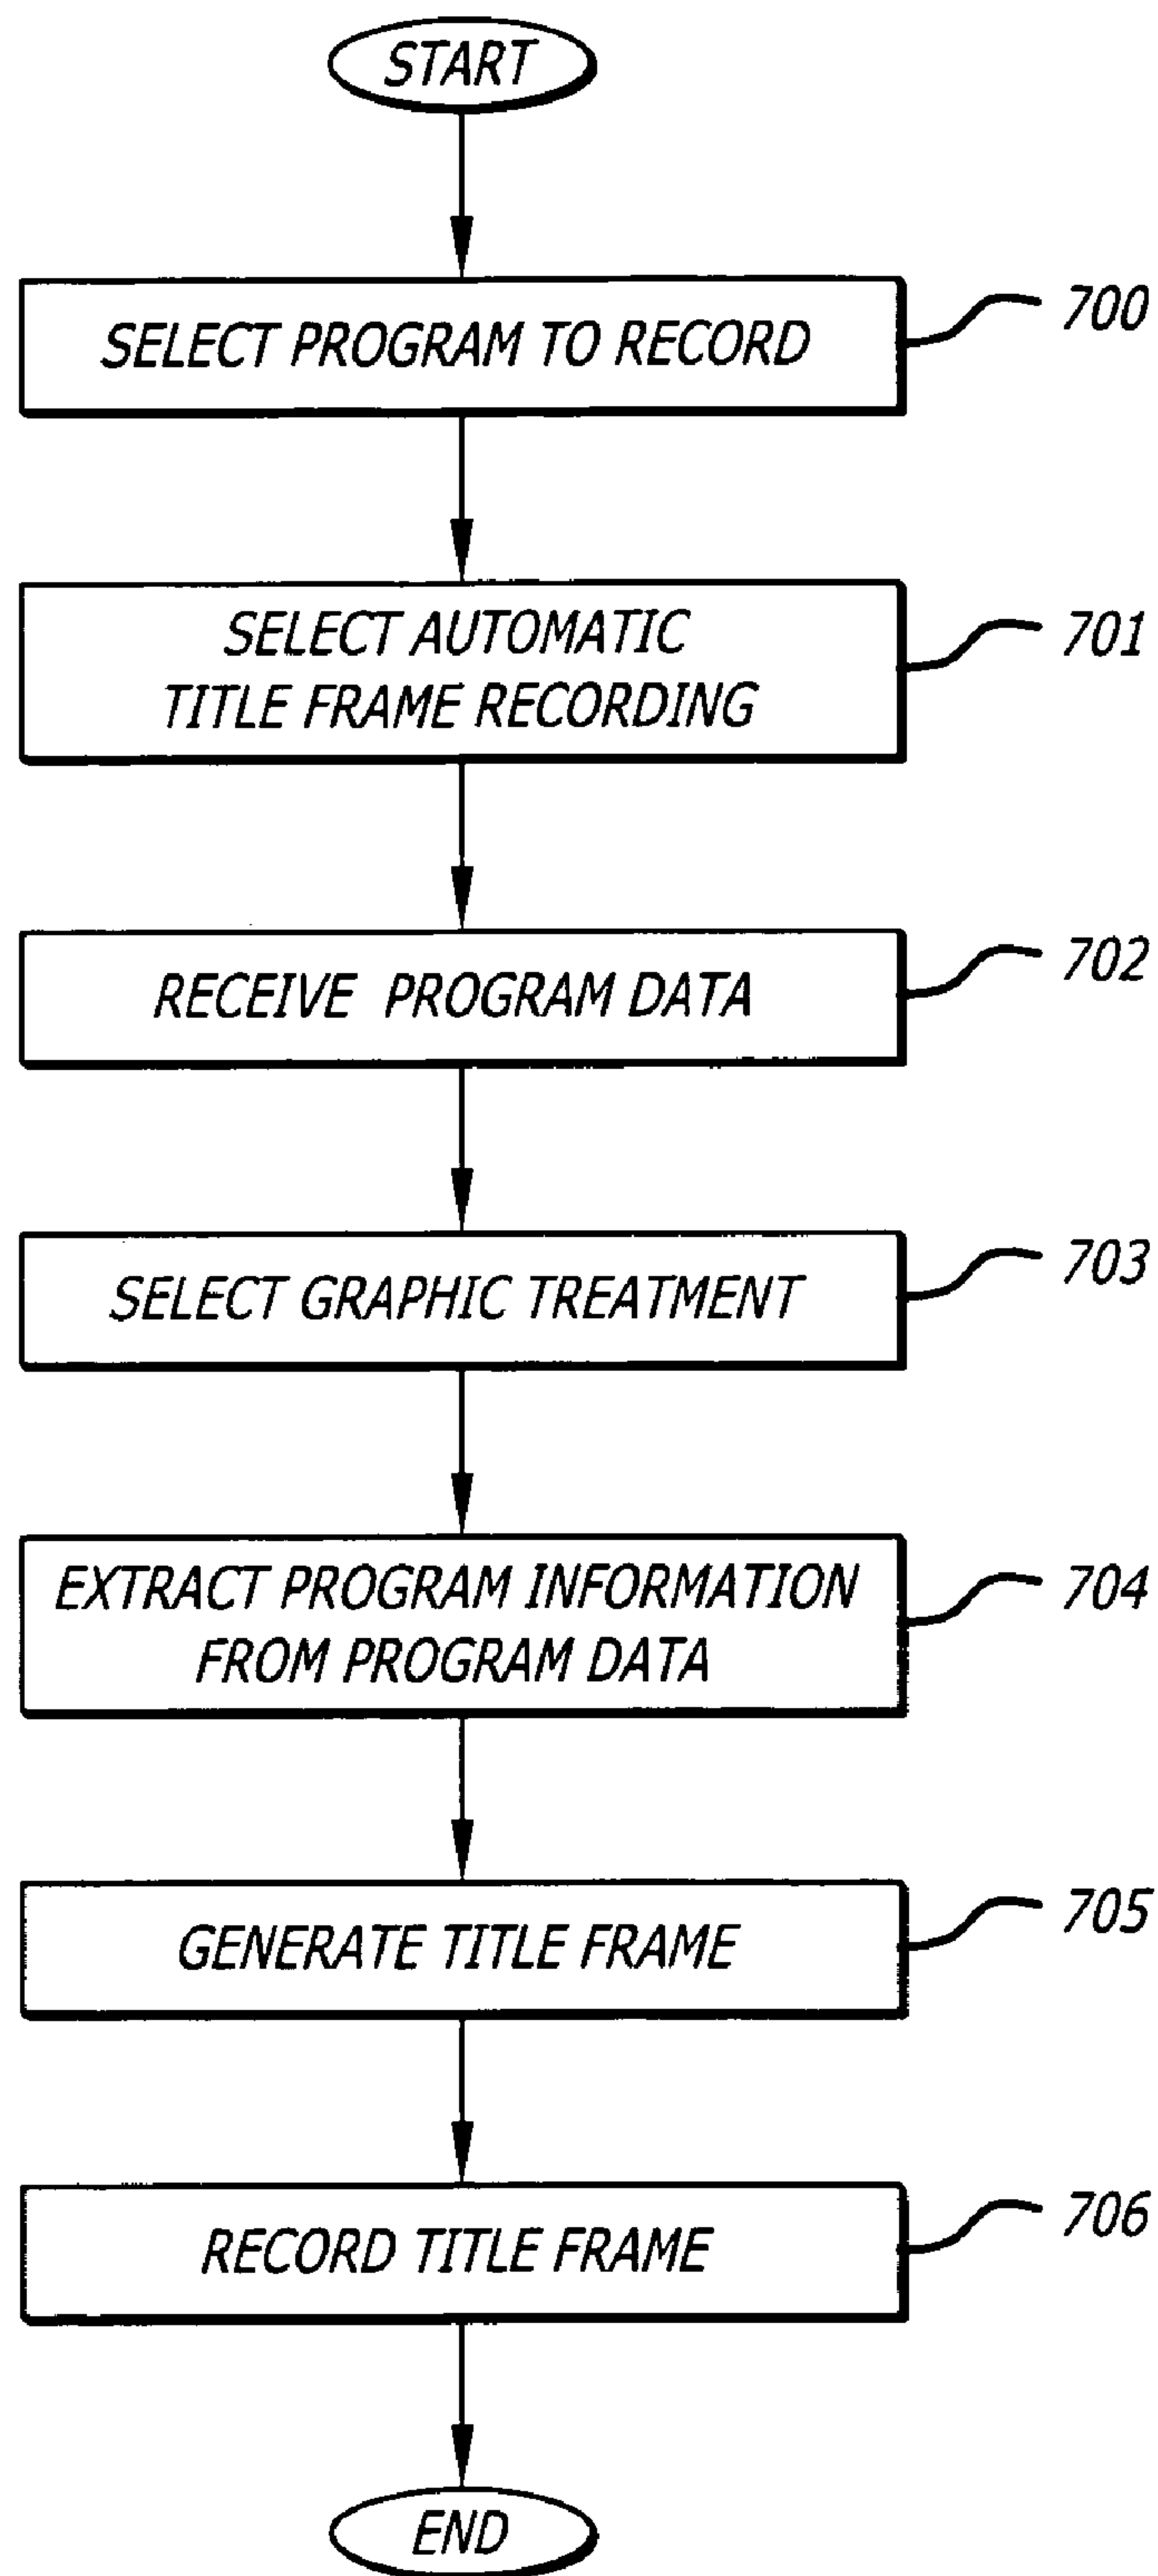 START
SELECT PROGRAM TO RECORD
700
SELECT AUTOMATIC
TITLE FRAME RECORDING
701
RECEIVE PROGRAM DATA
702
SELECT GRAPHIC TREATMENT
703
EXTRACT PROGRAM INFORMATION
FROM PROGRAM DATA
704
GENERATE TITLE FRAME
705
RECORD TITLE FRAME
706
END